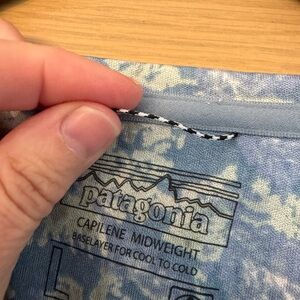 patagonia
CAPILENE MIDWEIGHT
BASELAYER FOR COOL TO COLD